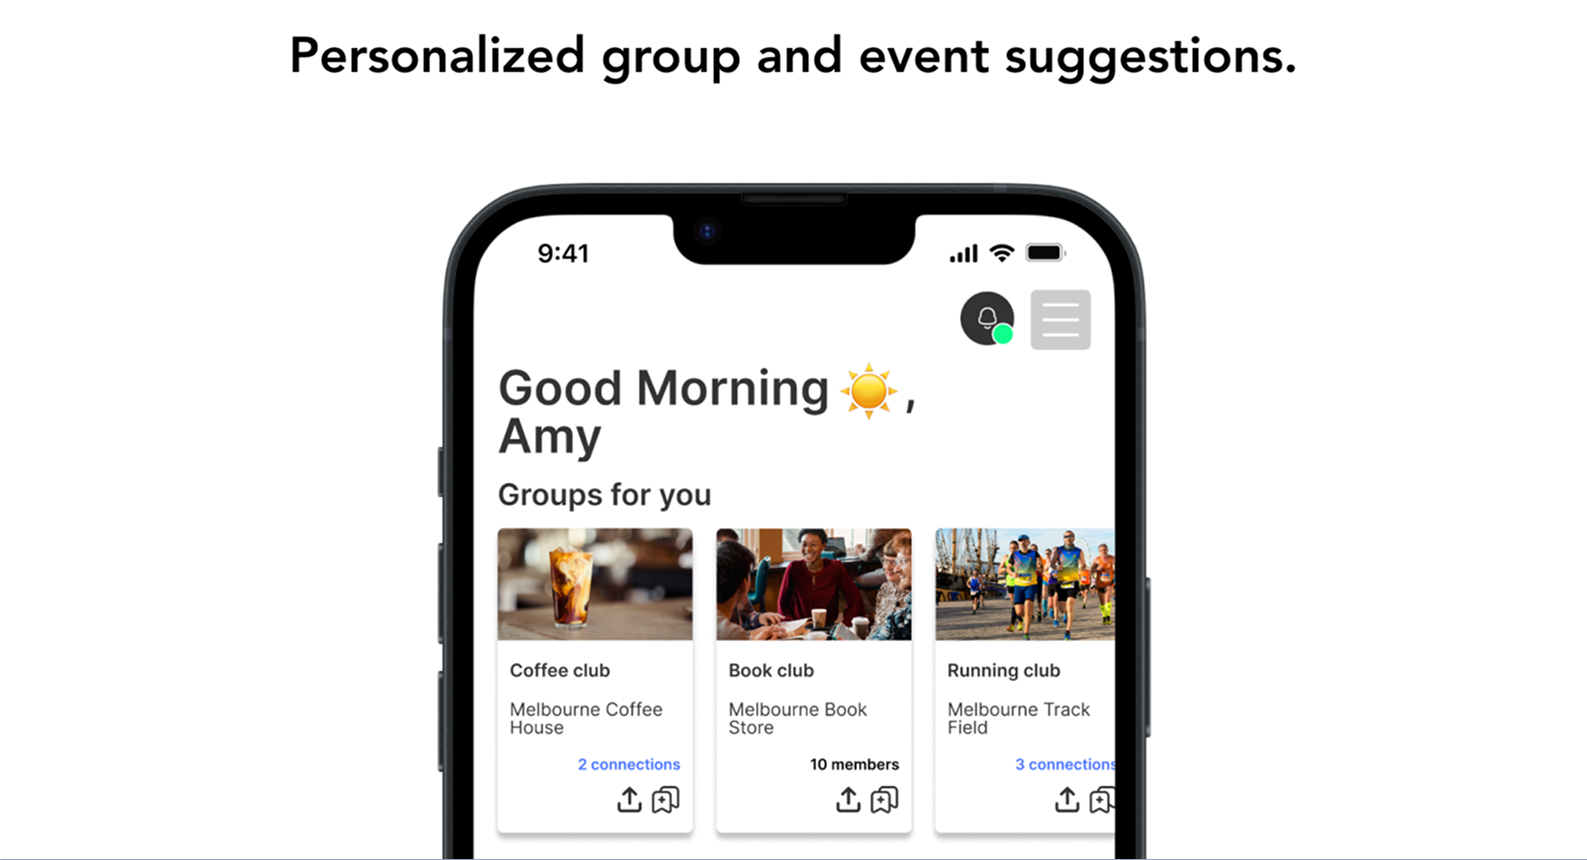 Personalized group and event suggestions.
9:41
Good Morning ☀️,
Amy
Groups for you
Coffee club
Melbourne Coffee
House
2 connections
Book club
Melbourne Book
Store
10 members
Running club
Melbourne Track
Field
3 connections